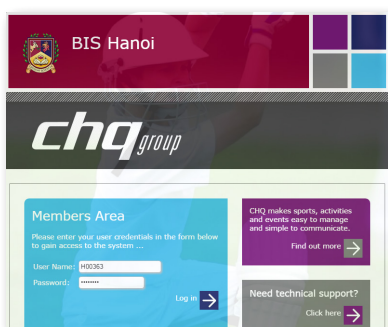 BIS Hanoi
chq group
Members Area
Please enter your user credentials in the form below
to gain access to the system ...
User Name: H00363
Password: ••••••••
Log in
CHQ makes sports, activities
and events easy to manage
and simple to communicate.
Find out more
Need technical support?
Click here